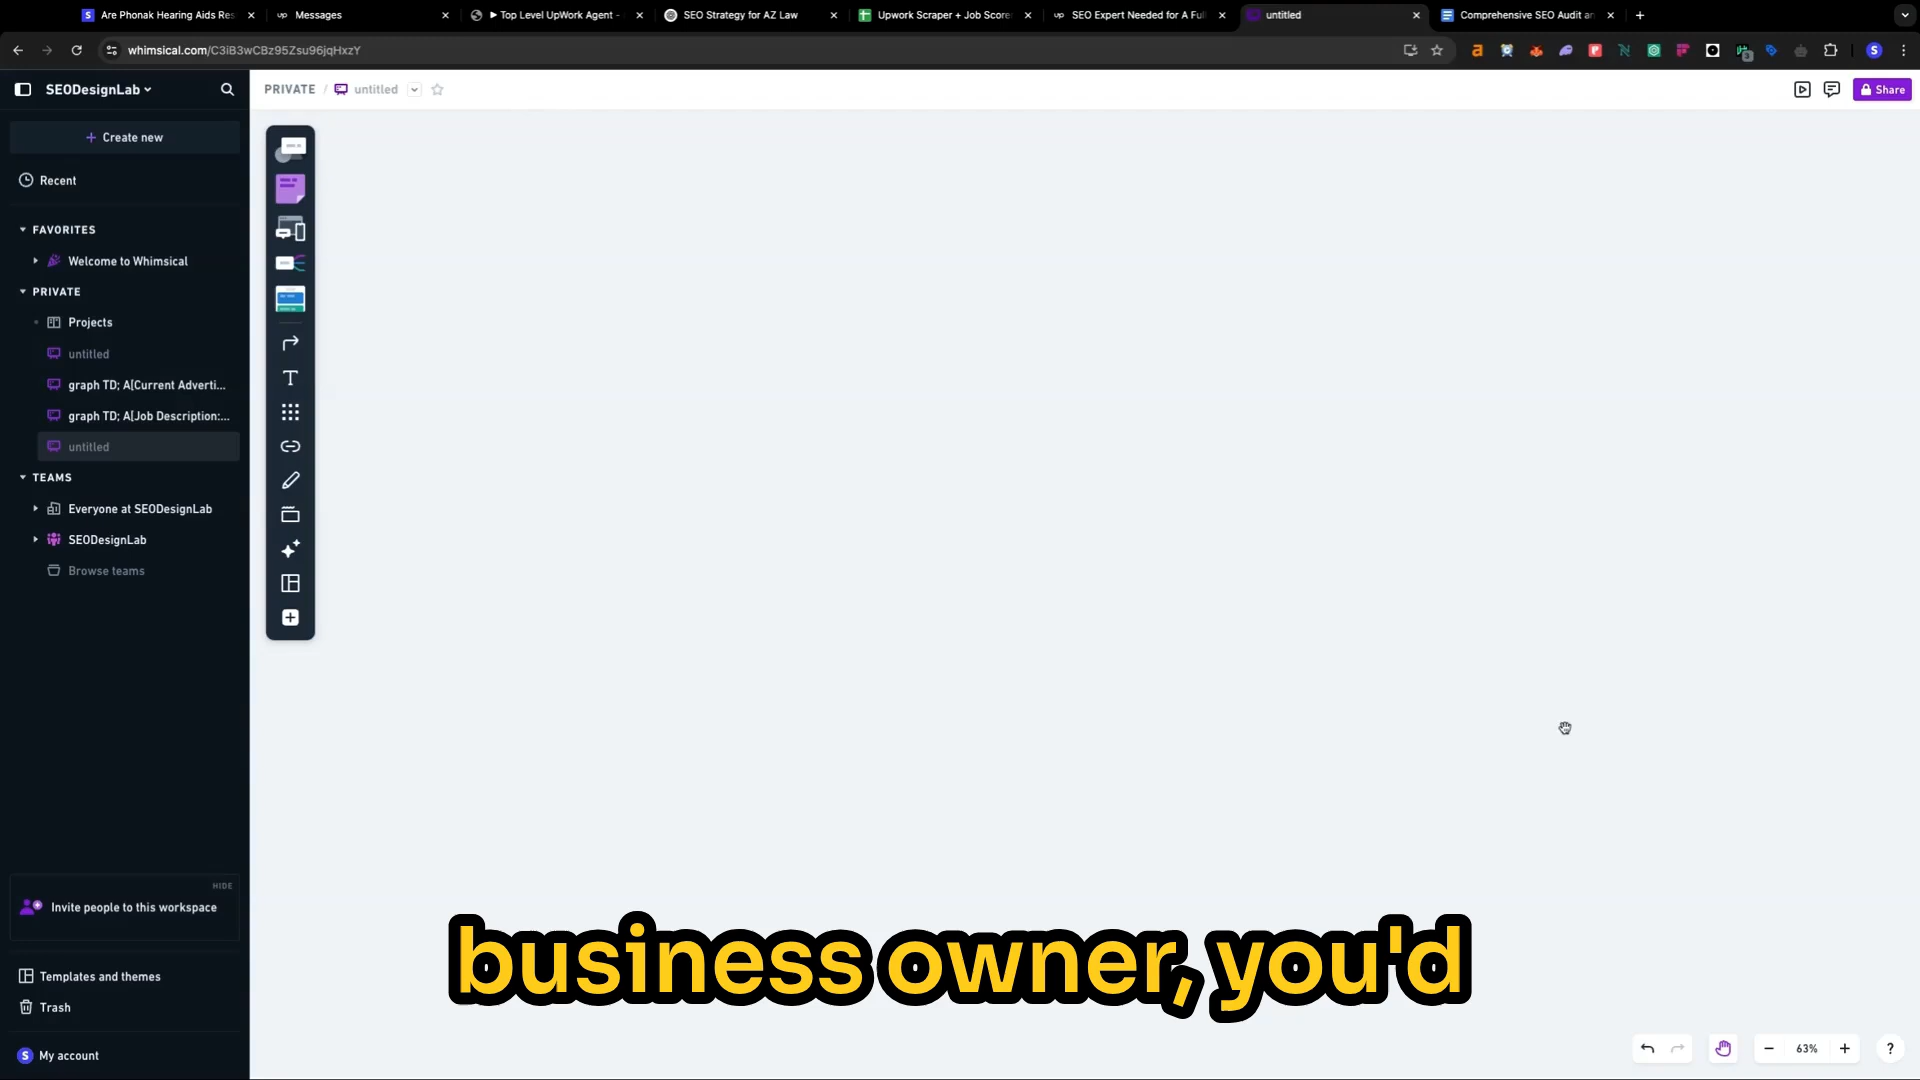 Are Phonak Hearing Aids Res
Messages
▶ Top Level UpWork Agent -
SEO Strategy for AZ Law
Upwork Scraper + Job Score
SEO Expert Needed for A Ful
untitled
Comprehensive SEO Audit an
whimsical.com/C3iB3wCBz95Zsu96jqHxzY
SEODesignLab
PRIVATE / untitled
Share
+ Create new
Recent
FAVORITES
Welcome to Whimsical
PRIVATE
Projects
untitled
graph TD; A[Current Adverti...
graph TD; A[Job Description:...
untitled
TEAMS
Everyone at SEODesignLab
SEODesignLab
Browse teams
HIDE
Invite people to this workspace
Templates and themes
Trash
S My account
business owner, you'd
63%
?